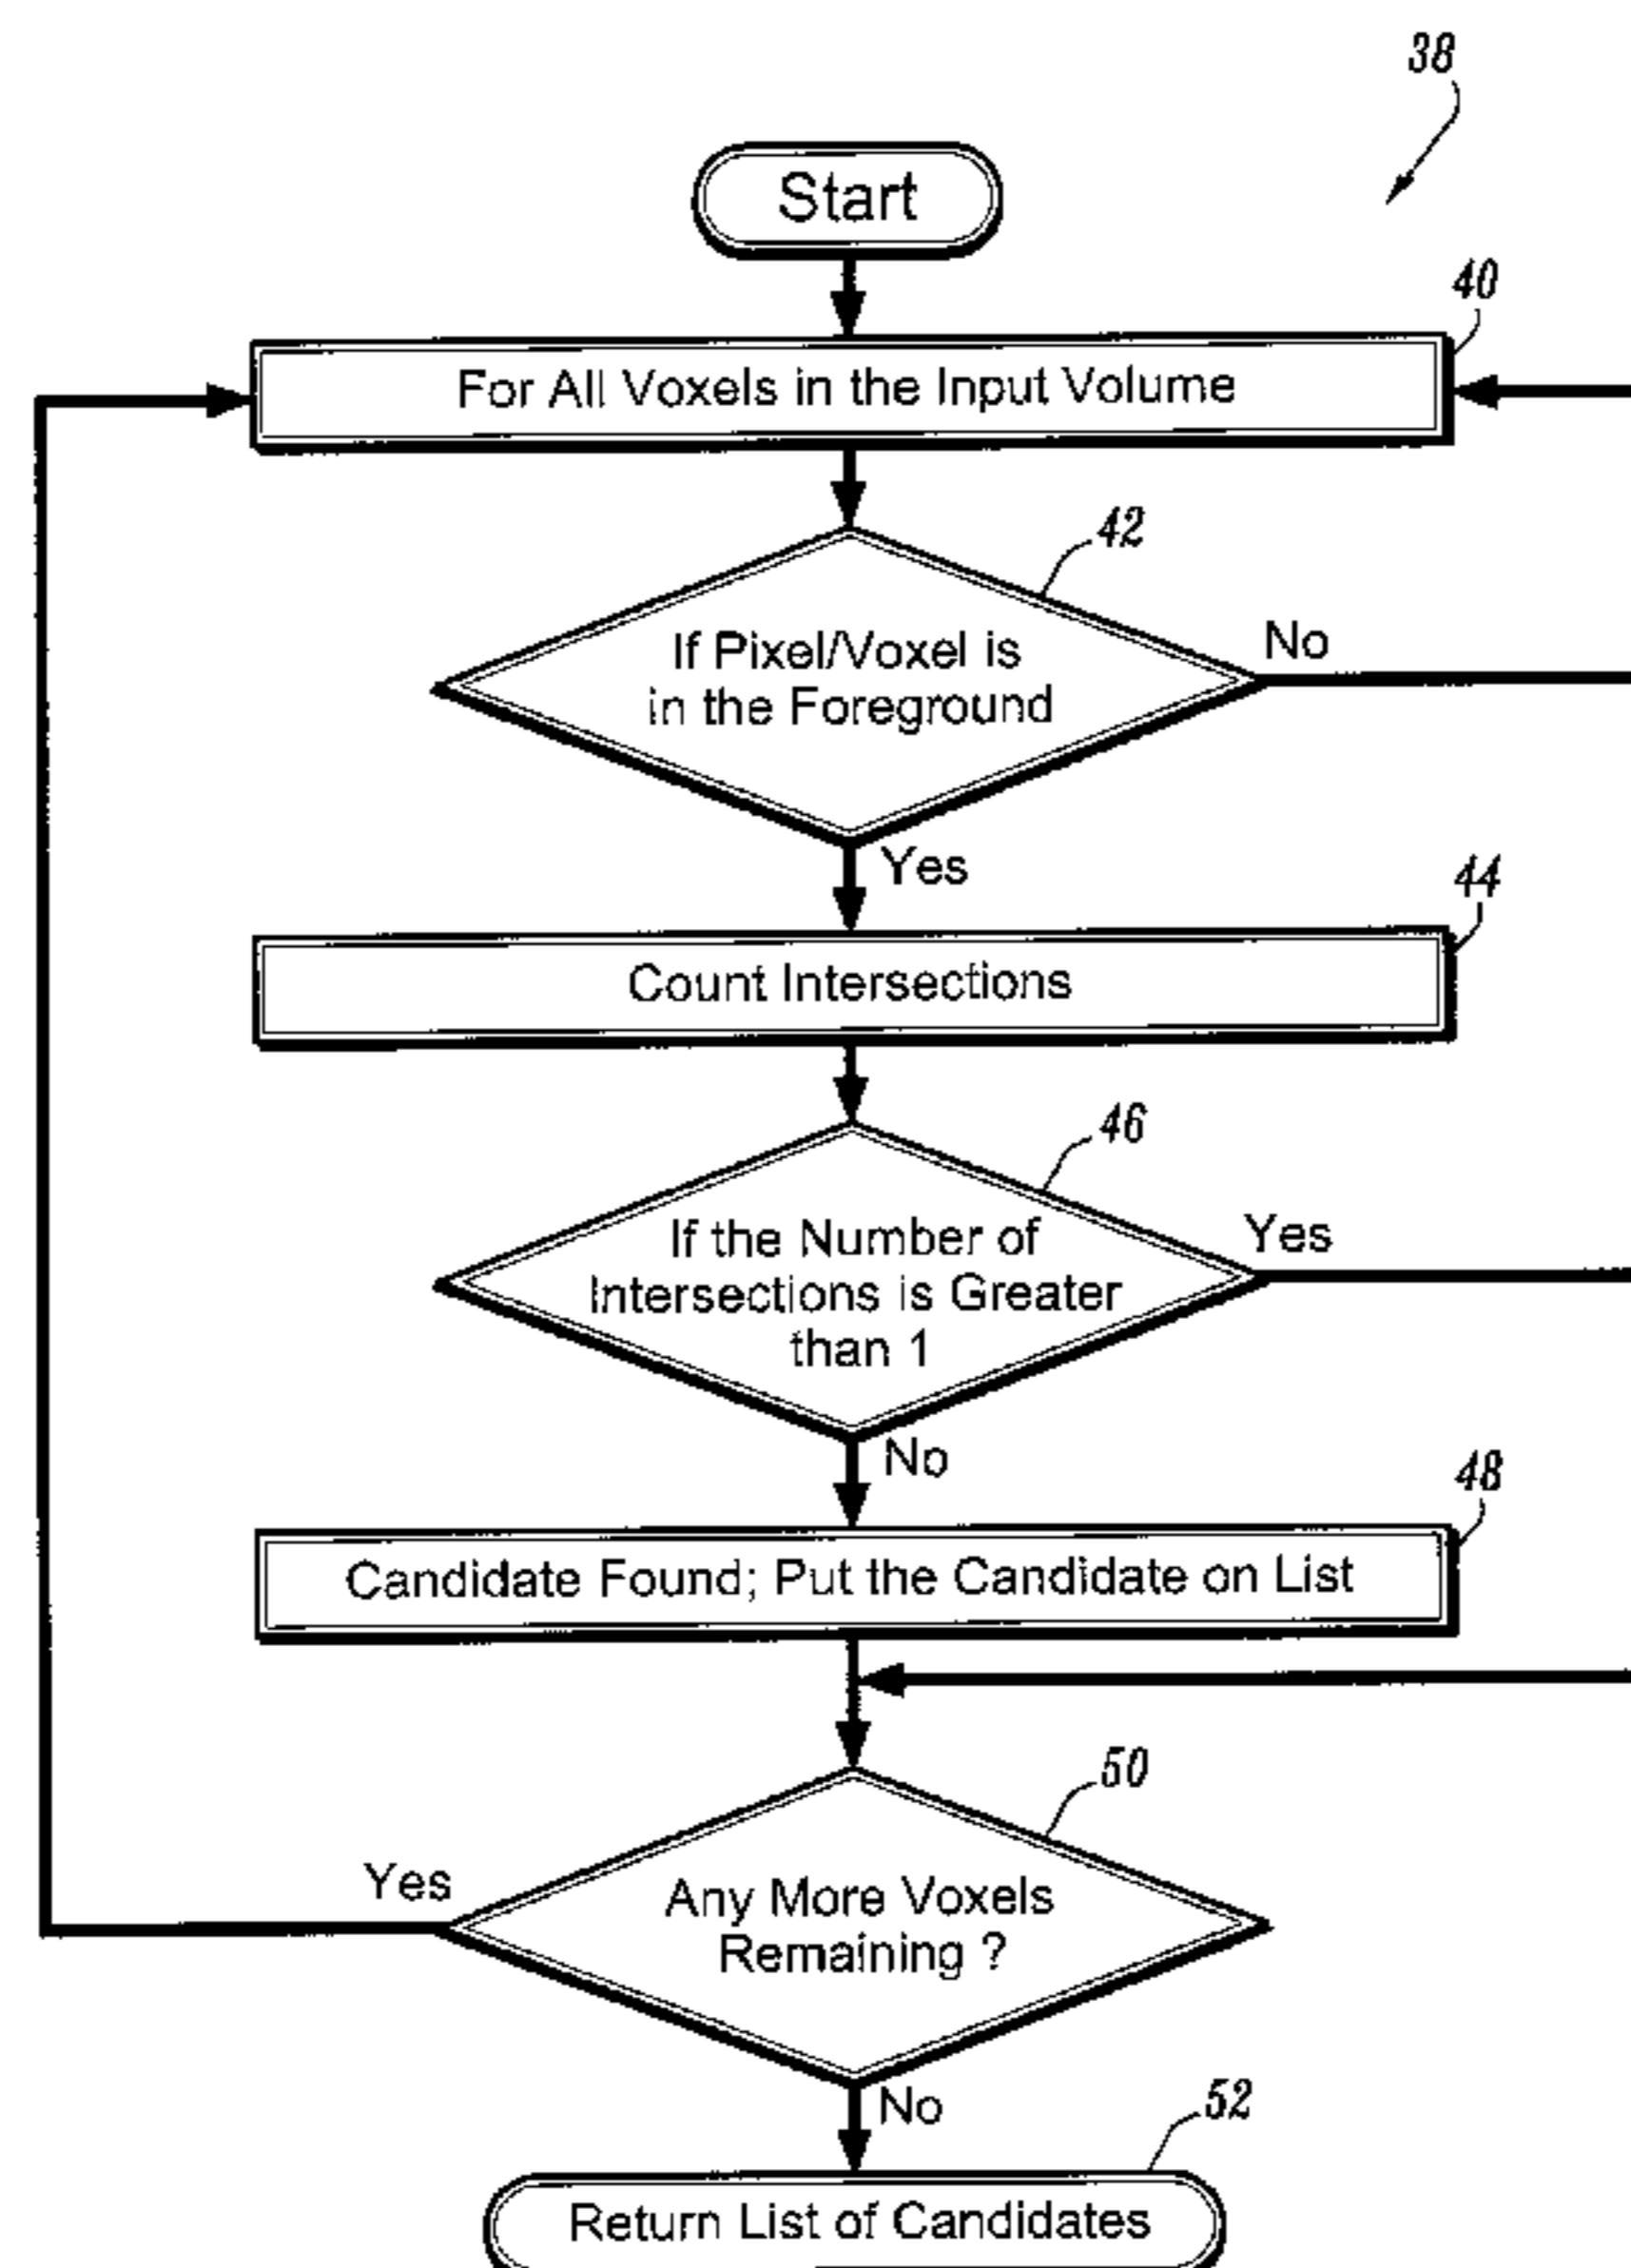 38
Start
40
For All Voxels in the Input Volume
42
If Pixel/Voxel is
in the Foreground
No
Yes
44
Count Intersections
46
If the Number of
Intersections is Greater
than 1
Yes
No
48
Candidate Found; Put the Candidate on List
50
Any More Voxels
Remaining ?
Yes
No
52
Return List of Candidates